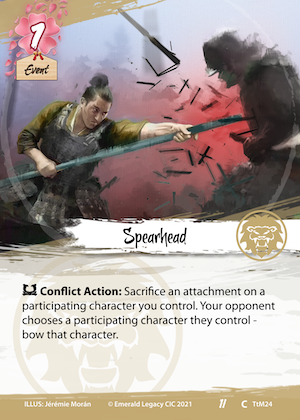 1
Event
Spearhead
Conflict Action: Sacrifice an attachment on a
participating character you control. Your opponent
chooses a participating character they control -
bow that character.
ILLUS: Jérémie Morán © Emerald Legacy CIC 2021 11 C TtM24